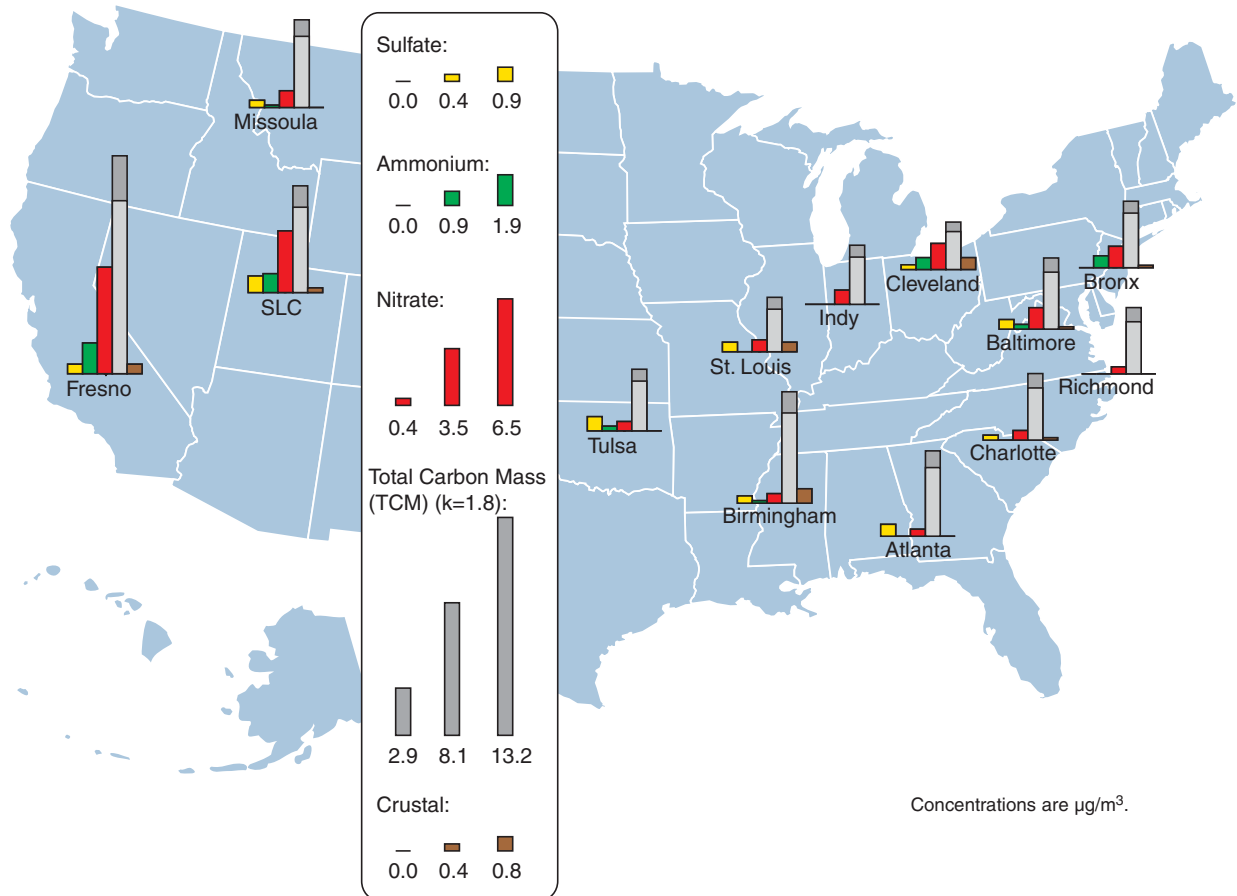 Sulfate:
0.0 0.4 0.9
Ammonium:
0.0 0.9 1.9
Nitrate:
0.4 3.5 6.5
Total Carbon Mass
(TCM) (k=1.8):
2.9 8.1 13.2
Crustal:
0.0 0.4 0.8
Missoula
SLC
Fresno
Tulsa
St. Louis
Indy
Cleveland
Bronx
Baltimore
Richmond
Charlotte
Birmingham
Atlanta
Concentrations are µg/m³.